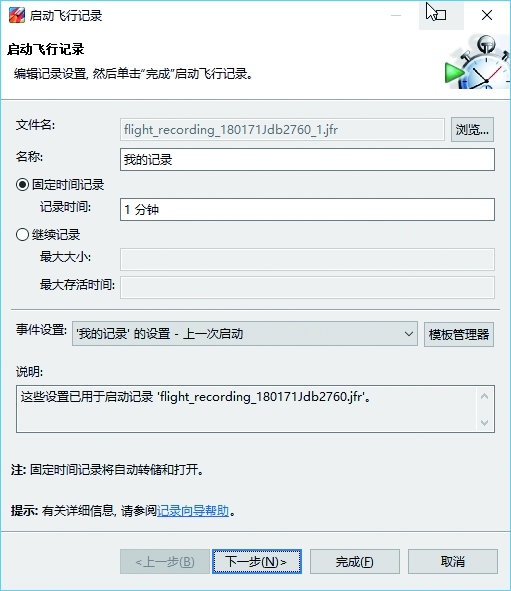 启动飞行记录
启动飞行记录
编辑记录设置, 然后单击“完成”启动飞行记录。
文件名: flight_recording_180171Jdb2760_1.jfr 浏览...
名称: 我的记录
固定时间记录
记录时间: 1 分钟
继续记录
最大大小:
最大存活时间:
事件设置: '我的记录' 的设置 - 上一次启动 模板管理器
说明:
这些设置已用于启动记录 'flight_recording_180171Jdb2760.jfr'。
注: 固定时间记录将自动转储和打开。
提示: 有关详细信息, 请参阅记录向导帮助。
<上一步(B) 下一步(N)> 完成(F) 取消